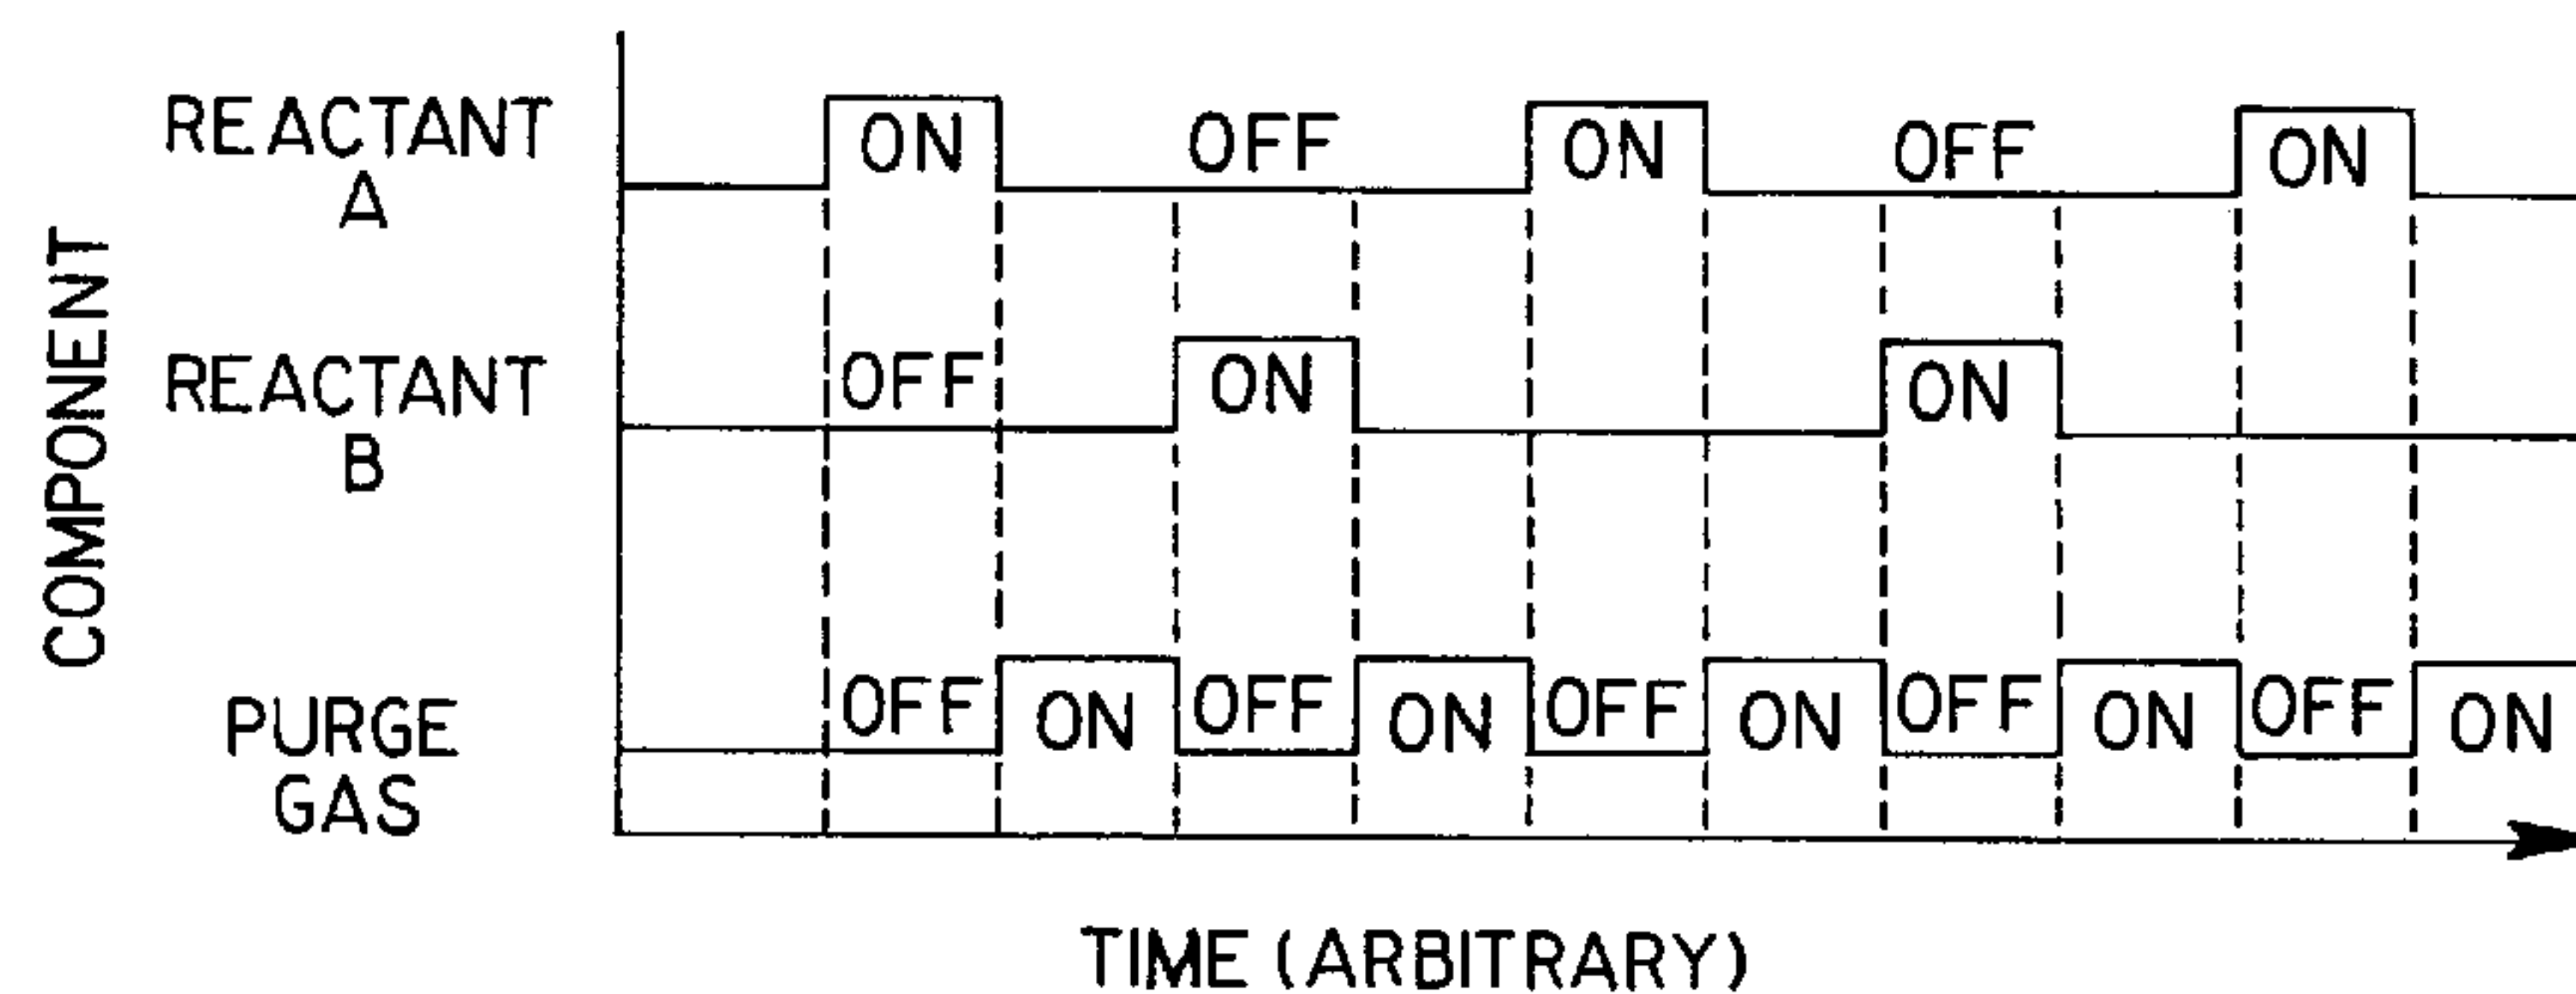 REACTANT
A
ON
OFF
ON
OFF
ON
COMPONENT
REACTANT
B
OFF
ON
ON
PURGE
GAS
OFF
ON
OFF
ON
OFF
ON
OFF
ON
OFF
ON
TIME (ARBITRARY)